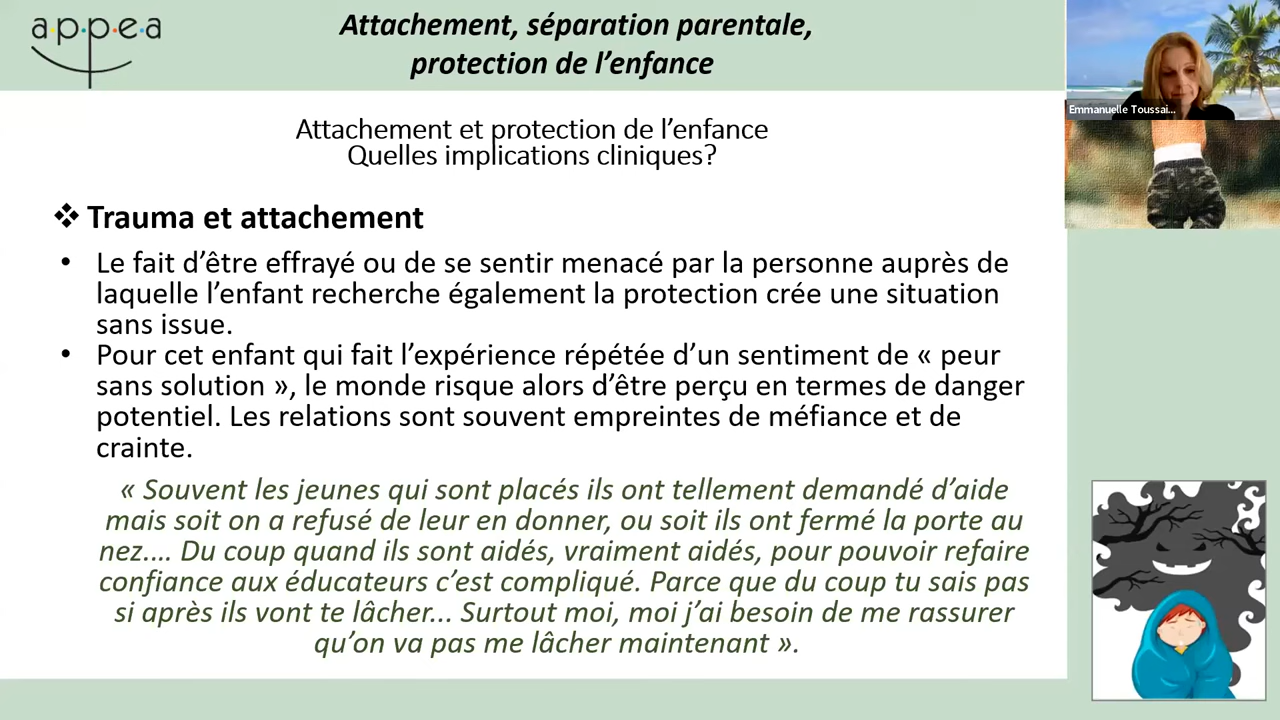 a·p·p·e·a
Attachement, séparation parentale,
protection de l’enfance
Emmanuelle Toussai...
Attachement et protection de l’enfance
Quelles implications cliniques?
❖ Trauma et attachement
• Le fait d’être effrayé ou de se sentir menacé par la personne auprès de
laquelle l’enfant recherche également la protection crée une situation
sans issue.
• Pour cet enfant qui fait l’expérience répétée d’un sentiment de « peur
sans solution », le monde risque alors d’être perçu en termes de danger
potentiel. Les relations sont souvent empreintes de méfiance et de
crainte.
« Souvent les jeunes qui sont placés ils ont tellement demandé d’aide
mais soit on a refusé de leur en donner, ou soit ils ont fermé la porte au
nez.... Du coup quand ils sont aidés, vraiment aidés, pour pouvoir refaire
confiance aux éducateurs c’est compliqué. Parce que du coup tu sais pas
si après ils vont te lâcher... Surtout moi, moi j’ai besoin de me rassurer
qu’on va pas me lâcher maintenant ».